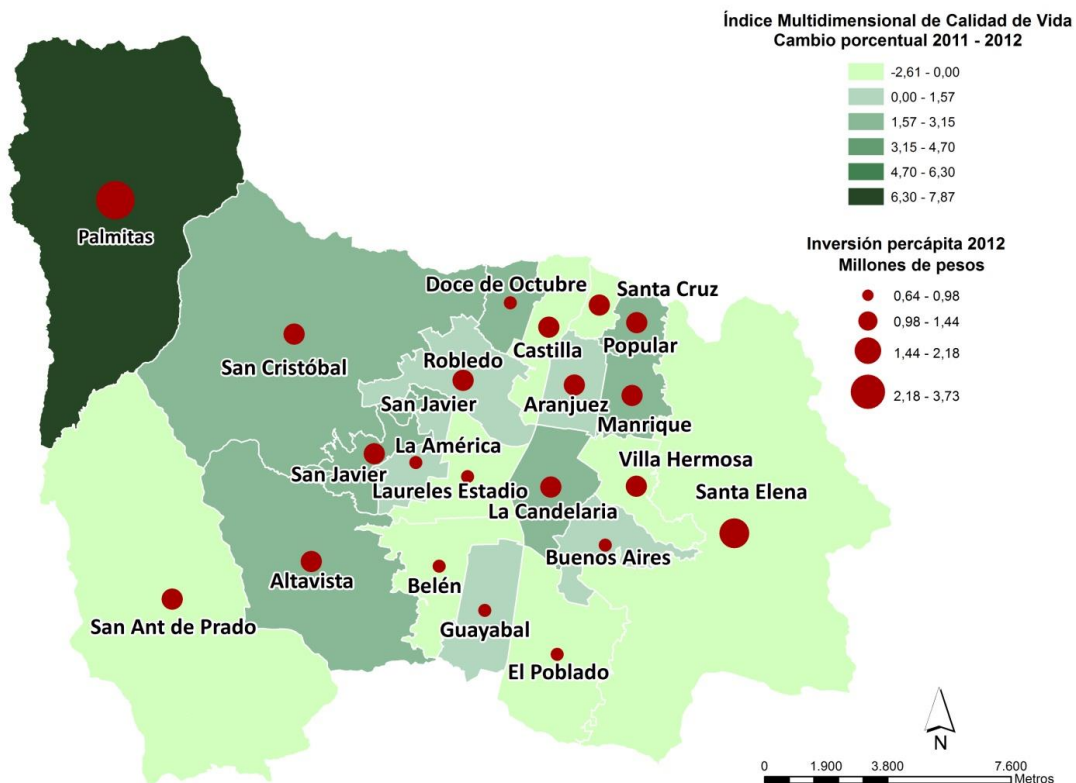 Índice Multidimensional de Calidad de Vida
Cambio porcentual 2011 - 2012
-2,61 - 0,00
0,00 - 1,57
1,57 - 3,15
3,15 - 4,70
4,70 - 6,30
6,30 - 7,87
Inversión percápita 2012
Millones de pesos
0,64 - 0,98
0,98 - 1,44
1,44 - 2,18
2,18 - 3,73
Palmitas
Doce de Octubre
Santa Cruz
San Cristóbal
Robledo
Castilla
Popular
San Javier
Aranjuez
Manrique
La América
San Javier
Laureles Estadio
Villa Hermosa
La Candelaria
Santa Elena
Buenos Aires
Altavista
Belén
San Ant de Prado
Guayabal
El Poblado
N
0 1.900 3.800 7.600
Metros